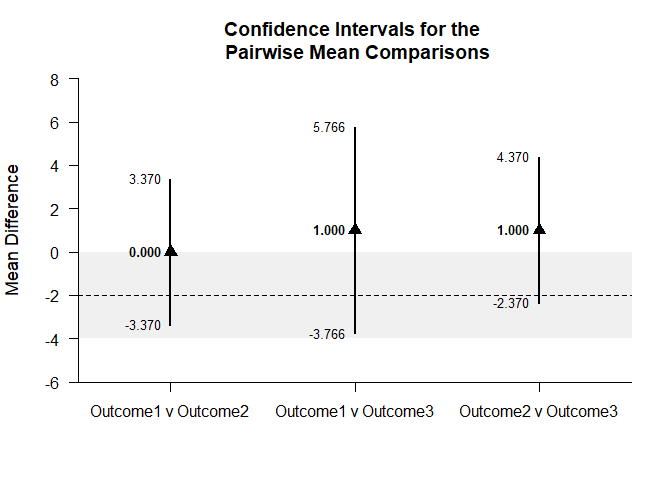 Confidence Intervals for the
Pairwise Mean Comparisons
Mean Difference
8
6
4
2
0
-2
-4
-6
3.370
0.000
-3.370
5.766
1.000
-3.766
4.370
1.000
-2.370
Outcome1 v Outcome2
Outcome1 v Outcome3
Outcome2 v Outcome3